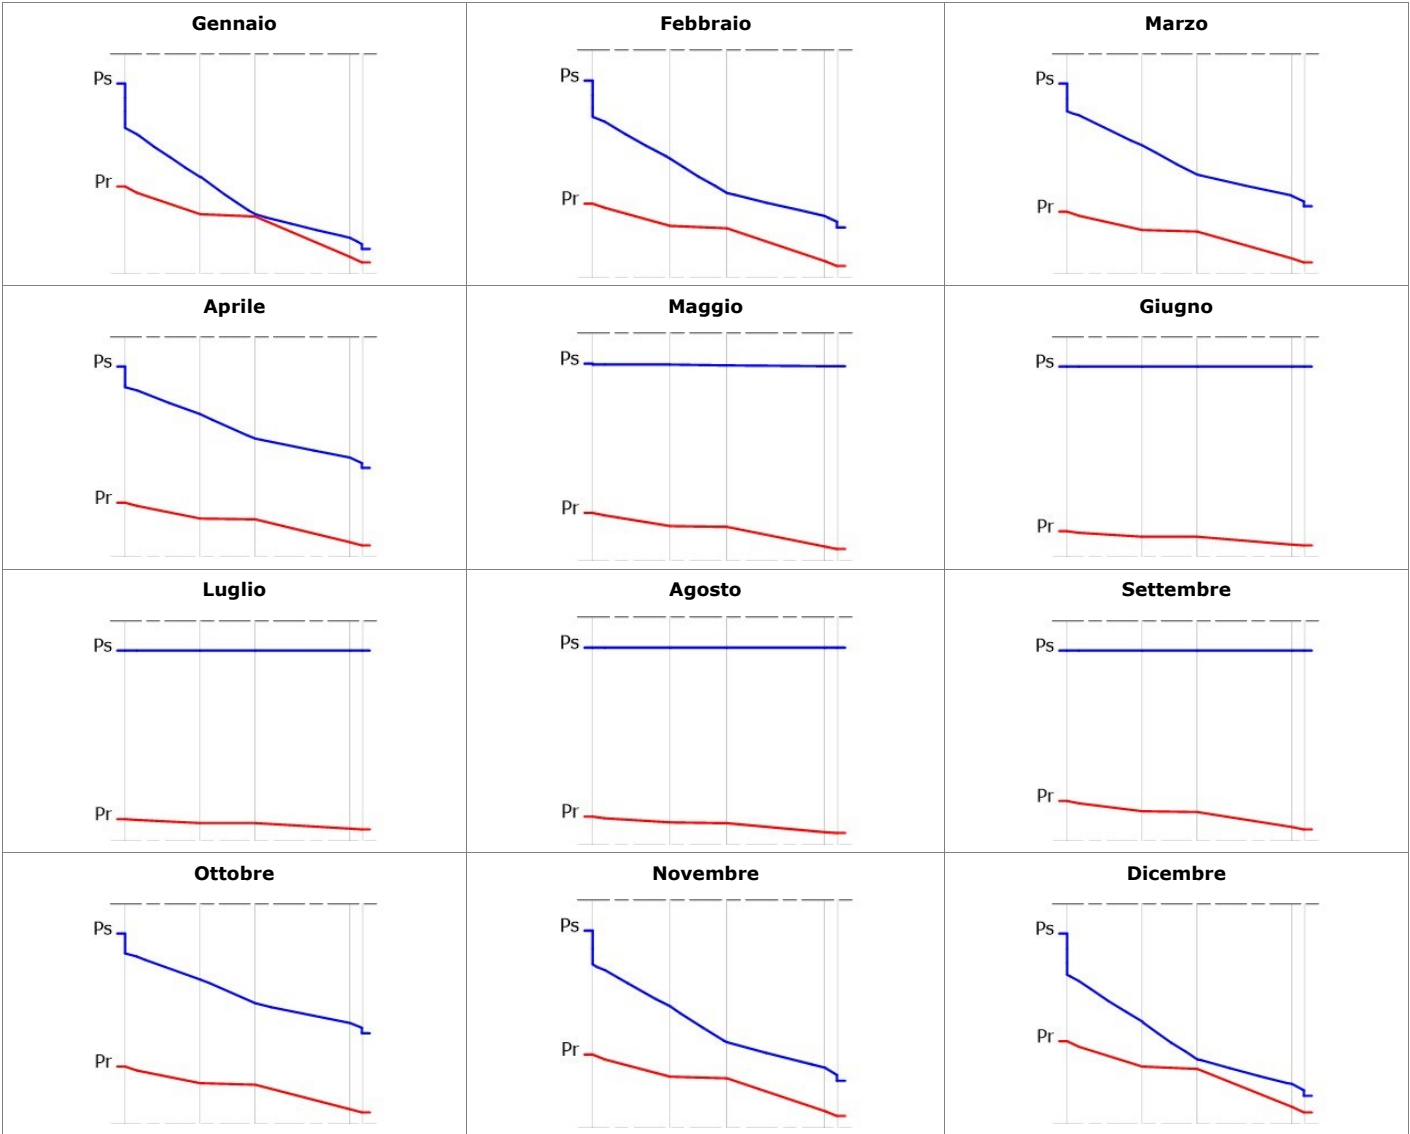 Gennaio
Febbraio
Marzo
Ps
Ps
Ps
Pr
Pr
Pr
Aprile
Maggio
Giugno
Ps
Ps
Ps
Pr
Pr
Pr
Luglio
Agosto
Settembre
Ps
Ps
Ps
Pr
Pr
Pr
Ottobre
Novembre
Dicembre
Ps
Ps
Ps
Pr
Pr
Pr